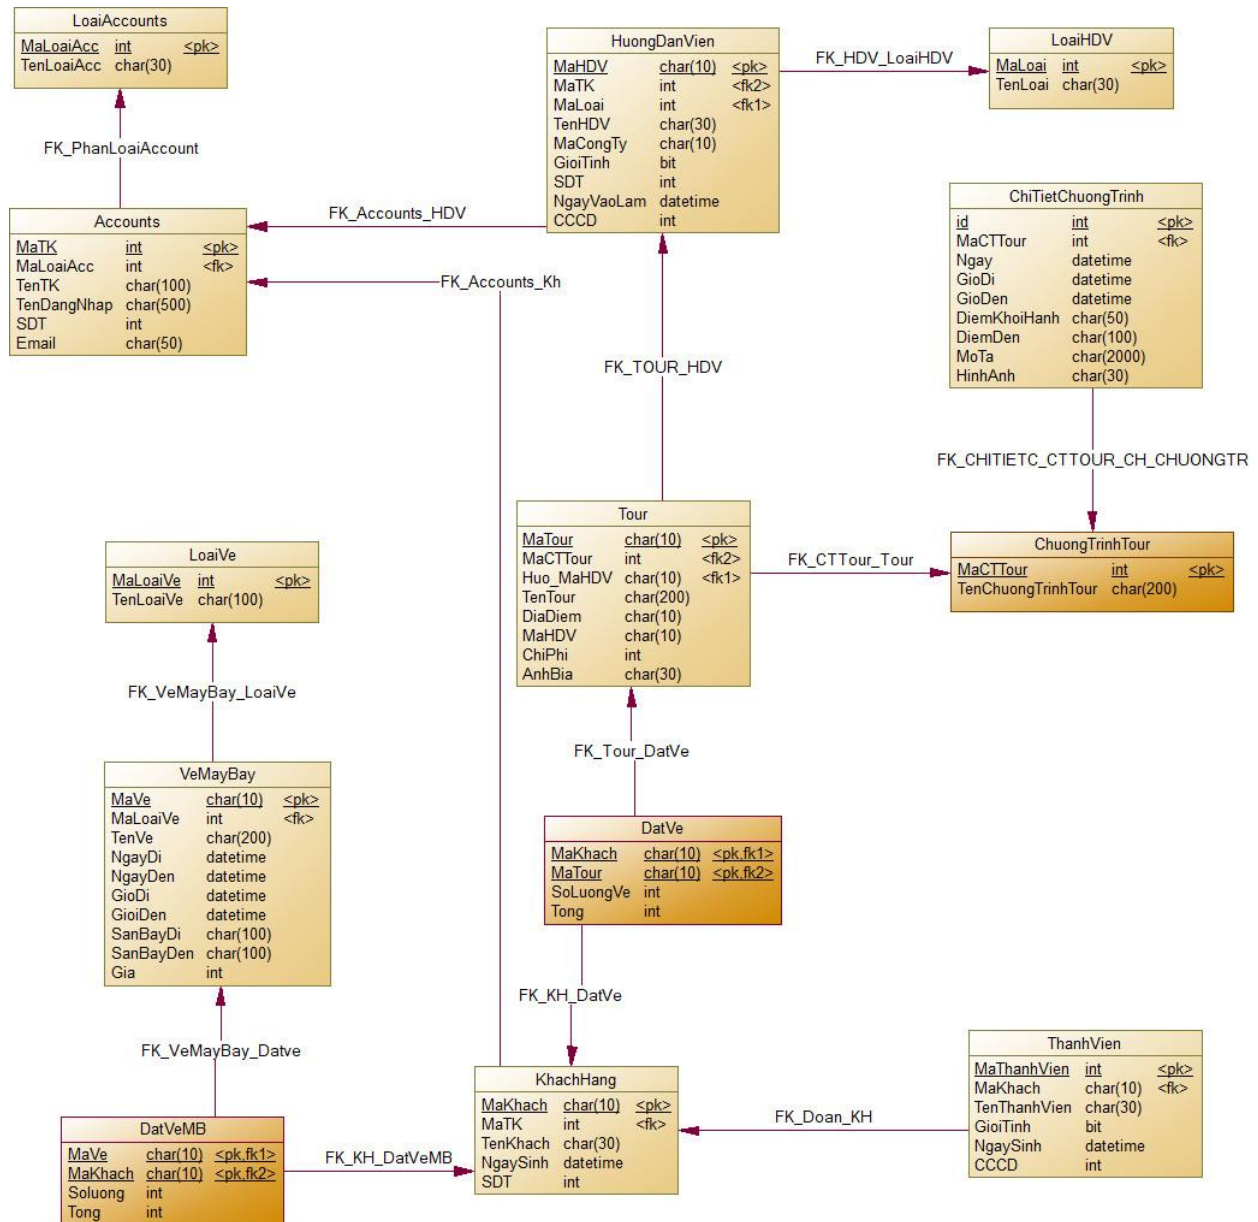 LoaiAccounts
MaLoaiAcc int <pk>
TenLoaiAcc char(30)
HuongDanVien
MaHDV char(10) <pk>
MaTK int <fk2>
MaLoai int <fk1>
TenHDV char(30)
MaCongTy char(10)
GioiTinh bit
SDT int
NgayVaoLam datetime
CCCD int
FK_HDV_LoaiHDV
LoaiHDV
MaLoai int <pk>
TenLoai char(30)
FK_PhanLoaiAccount
Accounts
MaTK int <pk>
MaLoaiAcc int <fk>
TenTK char(100)
TenDangNhap char(500)
SDT int
Email char(50)
FK_Accounts_HDV
FK_Accounts_Kh
ChiTietChuongTrinh
id int <pk>
MaCTTour int <fk>
Ngay datetime
GioDi datetime
GioDen datetime
DiemKhoiHanh char(50)
DiemDen char(100)
MoTa char(2000)
HinhAnh char(30)
FK_TOUR_HDV
FK_CHITIETC_CTTOUR_CH_CHUONGTR
Tour
MaTour char(10) <pk>
MaCTTour int <fk2>
Huo_MaHDV char(10) <fk1>
TenTour char(200)
DiaDiem char(10)
MaHDV char(10)
ChiPhi int
AnhBia char(30)
FK_CTTour_Tour
ChuongTrinhTour
MaCTTour int <pk>
TenChuongTrinhTour char(200)
LoaiVe
MaLoaiVe int <pk>
TenLoaiVe char(100)
FK_VeMayBay_LoaiVe
FK_Tour_DatVe
VeMayBay
MaVe char(10) <pk>
MaLoaiVe int <fk>
TenVe char(200)
NgayDi datetime
NgayDen datetime
GioDi datetime
GioiDen datetime
SanBayDi char(100)
SanBayDen char(100)
Gia int
DatVe
MaKhach char(10) <pk,fk1>
MaTour char(10) <pk,fk2>
SoLuongVe int
Tong int
FK_KH_DatVe
FK_VeMayBay_Datve
KhachHang
MaKhach char(10) <pk>
MaTK int <fk>
TenKhach char(30)
NgaySinh datetime
SDT int
FK_Doan_KH
ThanhVien
MaThanhVien int <pk>
MaKhach char(10) <fk>
TenThanhVien char(30)
GioiTinh bit
NgaySinh datetime
CCCD int
DatVeMB
MaVe char(10) <pk,fk1>
MaKhach char(10) <pk,fk2>
Soluong int
Tong int
FK_KH_DatVeMB